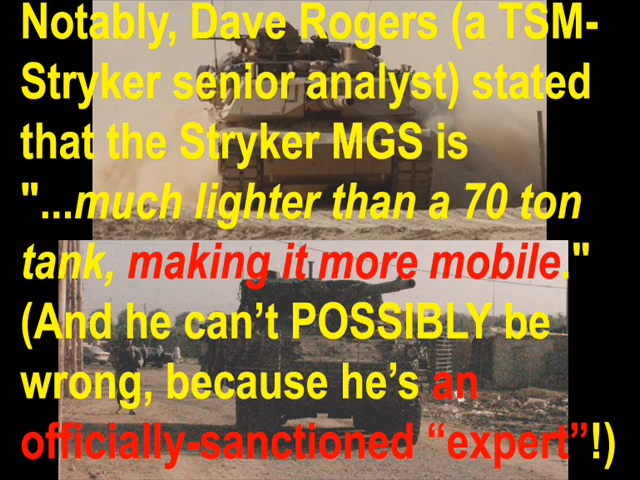 Notably, Dave Rogers (a TSM-
Stryker senior analyst) stated
that the Stryker MGS is
"...much lighter than a 70 ton
tank, making it more mobile."
(And he can’t POSSIBLY be
wrong, because he’s an
officially-sanctioned “expert”!)